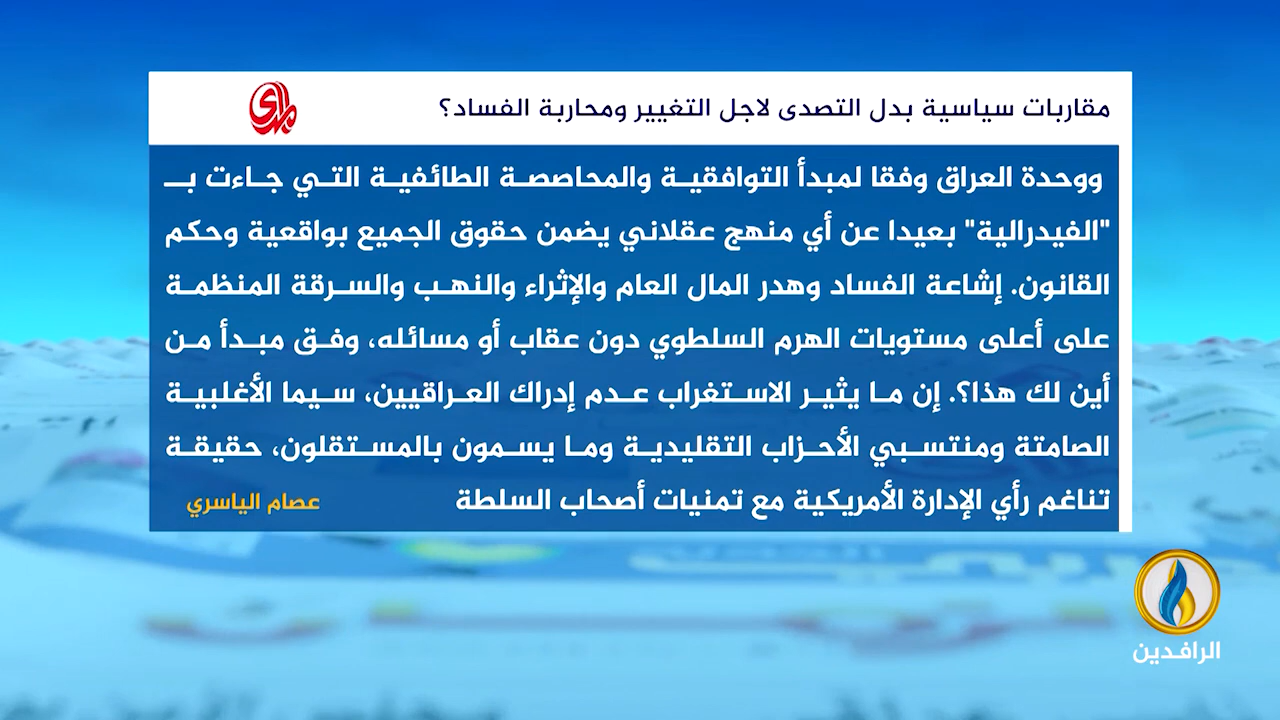 مقاربات سياسية بدل التصدى لاجل التغيير ومحاربة الفساد؟
المدى
ووحدة العراق وفقا لمبدأ التوافقية والمحاصصة الطائفية التي جاءت بـ
"الفيدرالية" بعيدا عن أي منهج عقلاني يضمن حقوق الجميع بواقعية وحكم
القانون. إشاعة الفساد وهدر المال العام والإثراء والنهب والسرقة المنظمة
على أعلى مستويات الهرم السلطوي دون عقاب أو مسائله، وفق مبدأ من
أين لك هذا؟. إن ما يثير الاستغراب عدم إدراك العراقيين، سيما الأغلبية
الصامتة ومنتسبي الأحزاب التقليدية وما يسمون بالمستقلون، حقيقة
تناغم رأي الإدارة الأمريكية مع تمنيات أصحاب السلطة
عصام الياسري
الرافدين